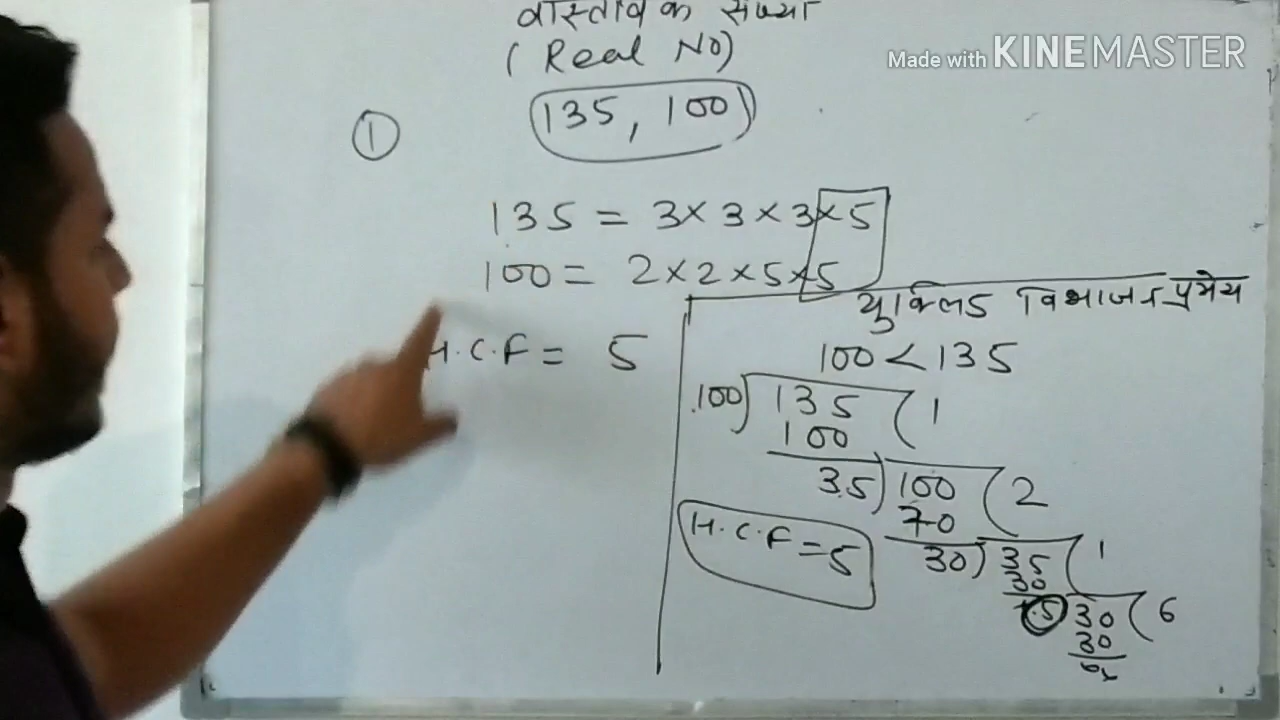 वास्तविक संख्या
(Real No)
Made with KINEMASTER
①
135, 100
135 = 3×3×3×5
100 = 2×2×5×5
H.C.F = 5
युक्लिड विभाजन प्रमेय
100 < 135
100) 135 ( 1
100
35) 100 ( 2
70
30) 35 ( 1
30
5) 30 ( 6
30
H.C.F = 5